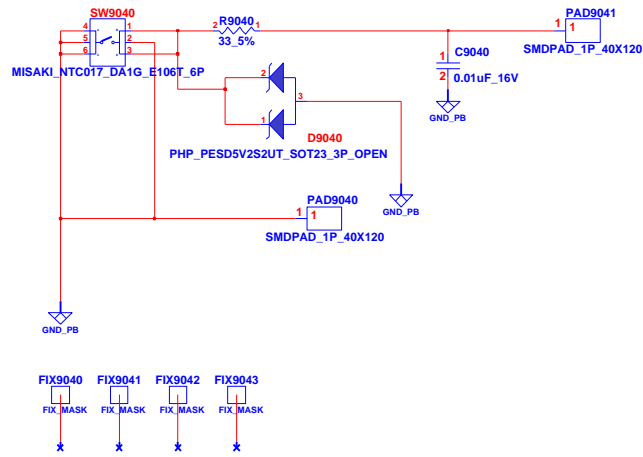 SW9040
4 1
5 2
6 3
MISAKI_NTC017_DA1G_E106T_6P
R9040
2 1
33_5%
PAD9041
1 1
SMDPAD_1P_40X120
C9040
1
2
0.01uF_16V
GND_PB
2
3
1
D9040
PHP_PESD5V2S2UT_SOT23_3P_OPEN
GND_PB
PAD9040
1 1
SMDPAD_1P_40X120
GND_PB
FIX9040 FIX9041 FIX9042 FIX9043
FIX_MASK FIX_MASK FIX_MASK FIX_MASK